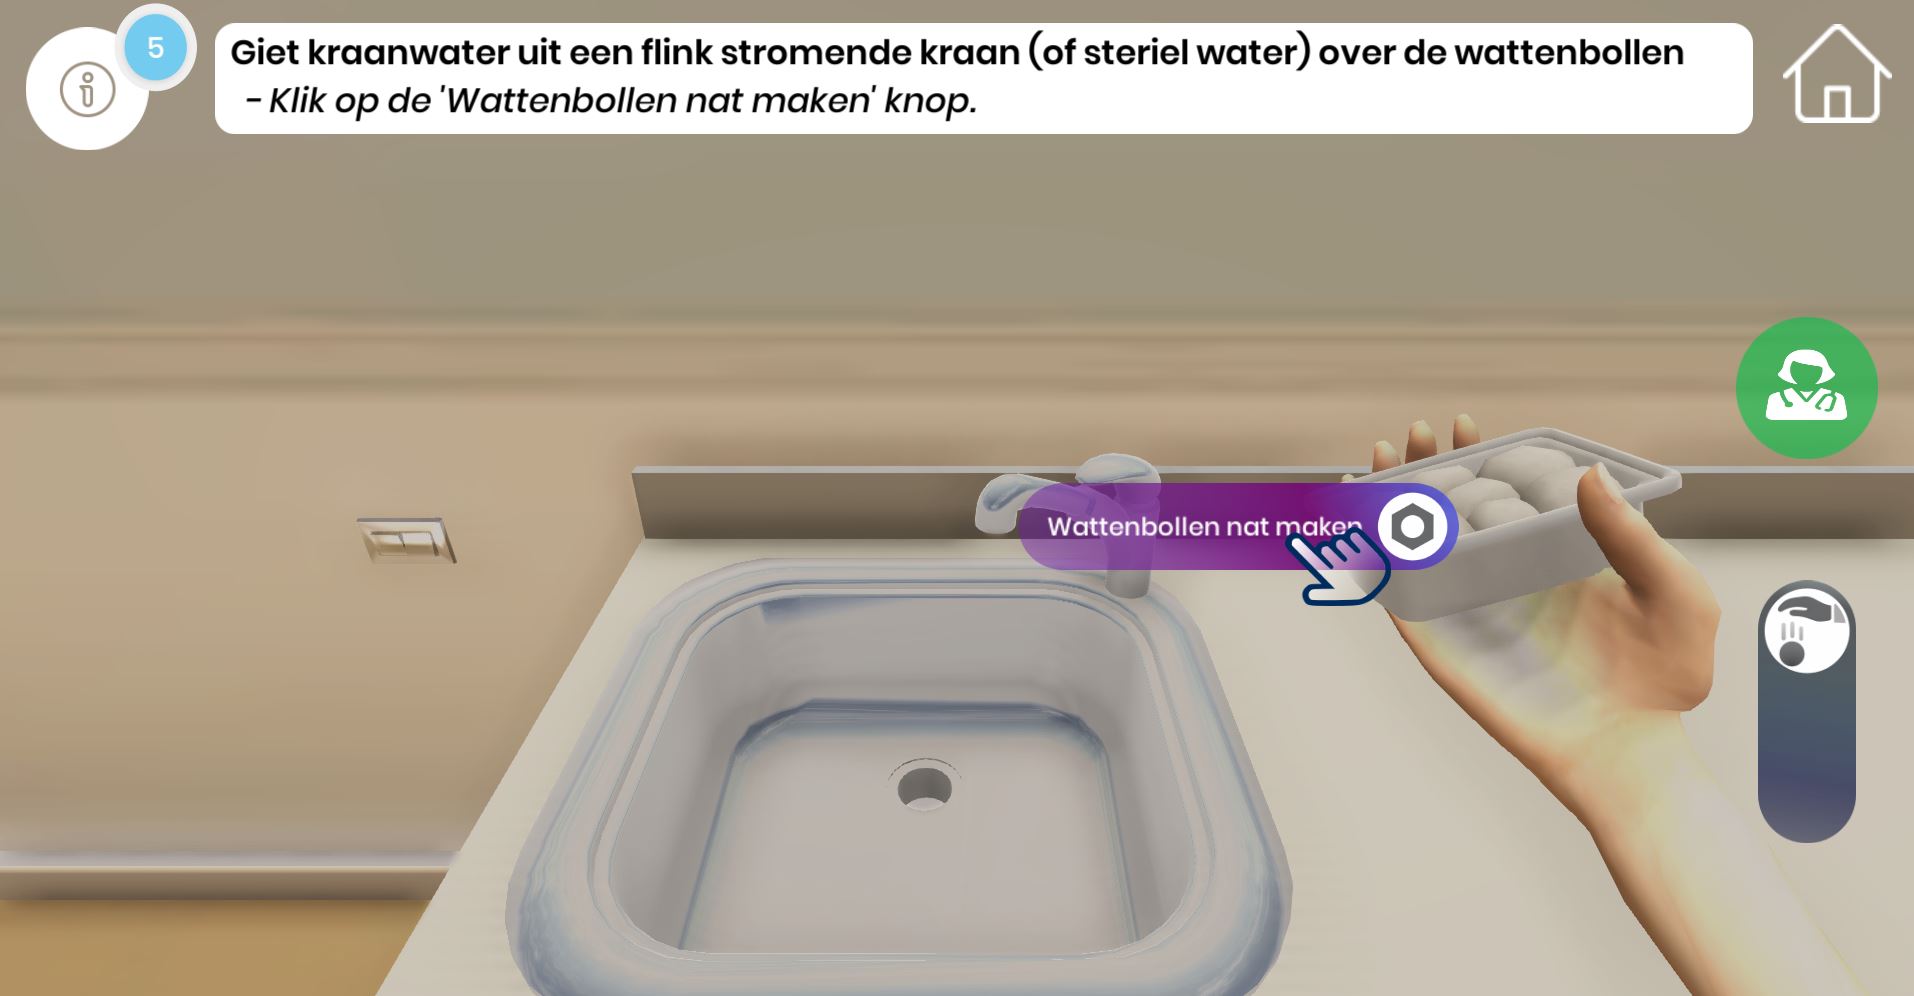 5
Giet kraanwater uit een flink stromende kraan (of steriel water) over de wattenbollen
- Klik op de 'Wattenbollen nat maken' knop.
Wattenbollen nat maken